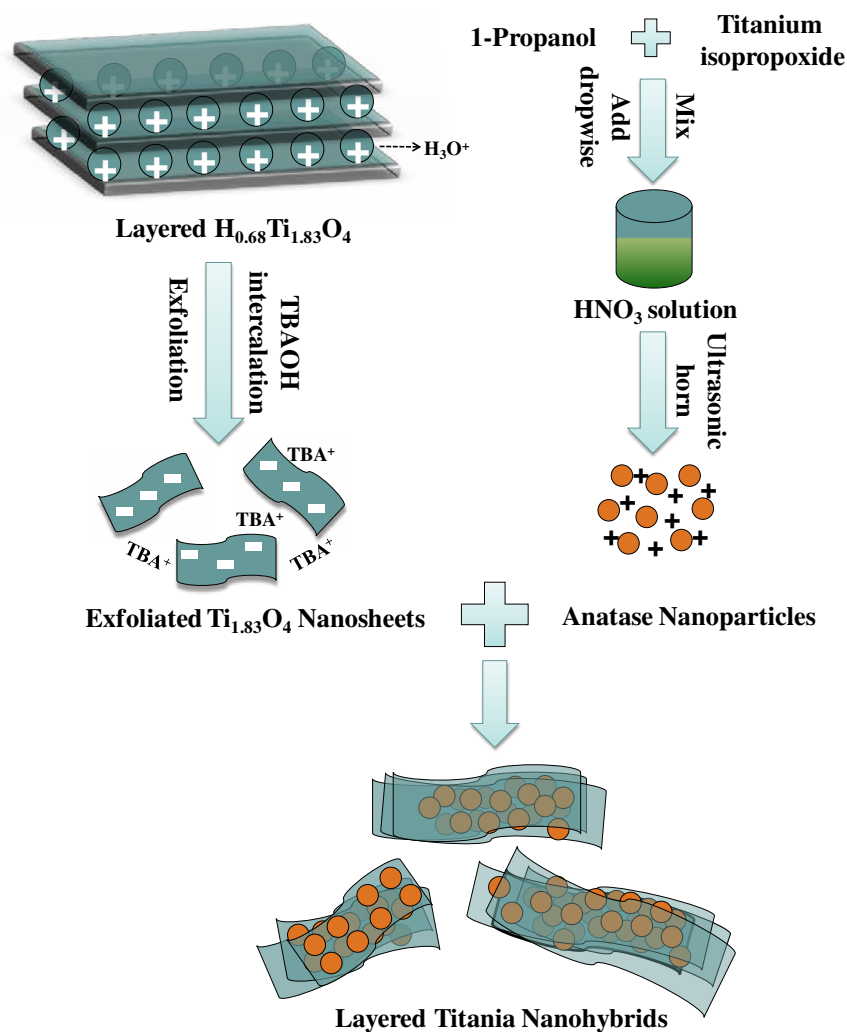 1-Propanol
Titanium
isopropoxide
Mix
Add
dropwise
H₃O⁺
Layered H₀.₆₈Ti₁.₈₃O₄
HNO₃ solution
TBAOH
intercalation
Exfoliation
Ultrasonic
horn
TBA⁺
TBA⁺
TBA⁺
TBA⁺
Exfoliated Ti₁.₈₃O₄ Nanosheets
Anatase Nanoparticles
Layered Titania Nanohybrids